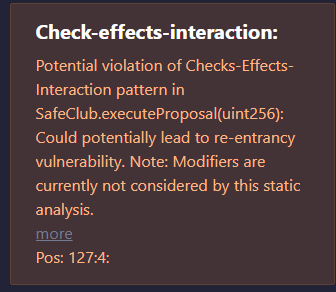 Check-effects-interaction:
Potential violation of Checks-Effects-
Interaction pattern in
SafeClub.executeProposal(uint256):
Could potentially lead to re-entrancy
vulnerability. Note: Modifiers are
currently not considered by this static
analysis.
more
Pos: 127:4: